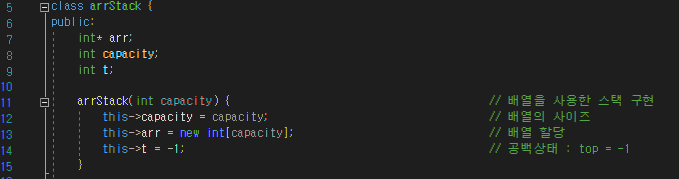 5 class arrStack {
6 public:
7 int* arr;
8 int capacity;
9 int t;
10
11 arrStack(int capacity) { // 배열을 사용한 스택 구현
12 this->capacity = capacity; // 배열의 사이즈
13 this->arr = new int[capacity]; // 배열 할당
14 this->t = -1; // 공백상태 : top = -1
15 }